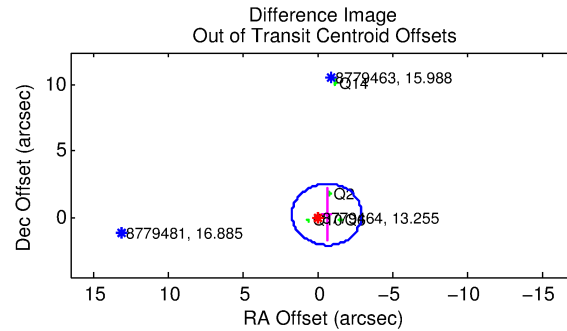 Difference Image
Out of Transit Centroid Offsets
Dec Offset (arcsec)
10
5
0
8779463, 15.988
Q14
Q2
8779464, 13.255
8779481, 16.885
15 10 5 0 −5 −10 −15
RA Offset (arcsec)